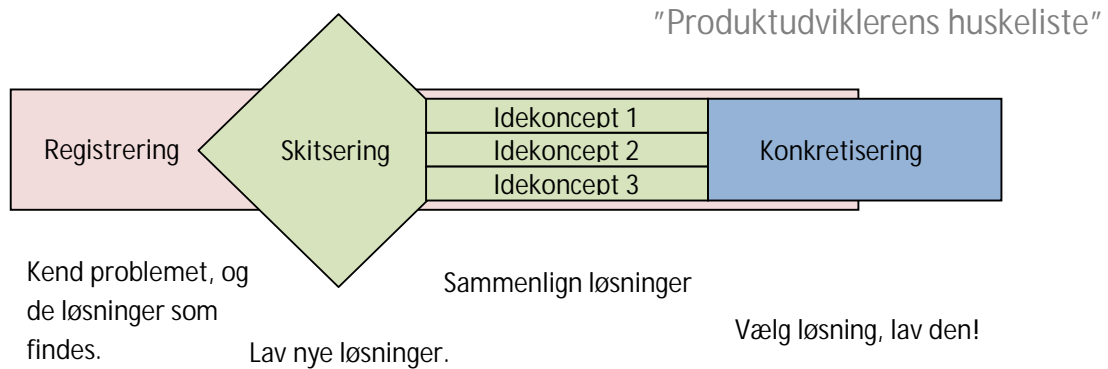 "Produktudviklerens huskeliste"
Registrering
Skitsering
Idekoncept 1
Idekoncept 2
Idekoncept 3
Konkretisering
Kend problemet, og
de løsninger som
findes.
Lav nye løsninger.
Sammenlign løsninger
Vælg løsning, lav den!